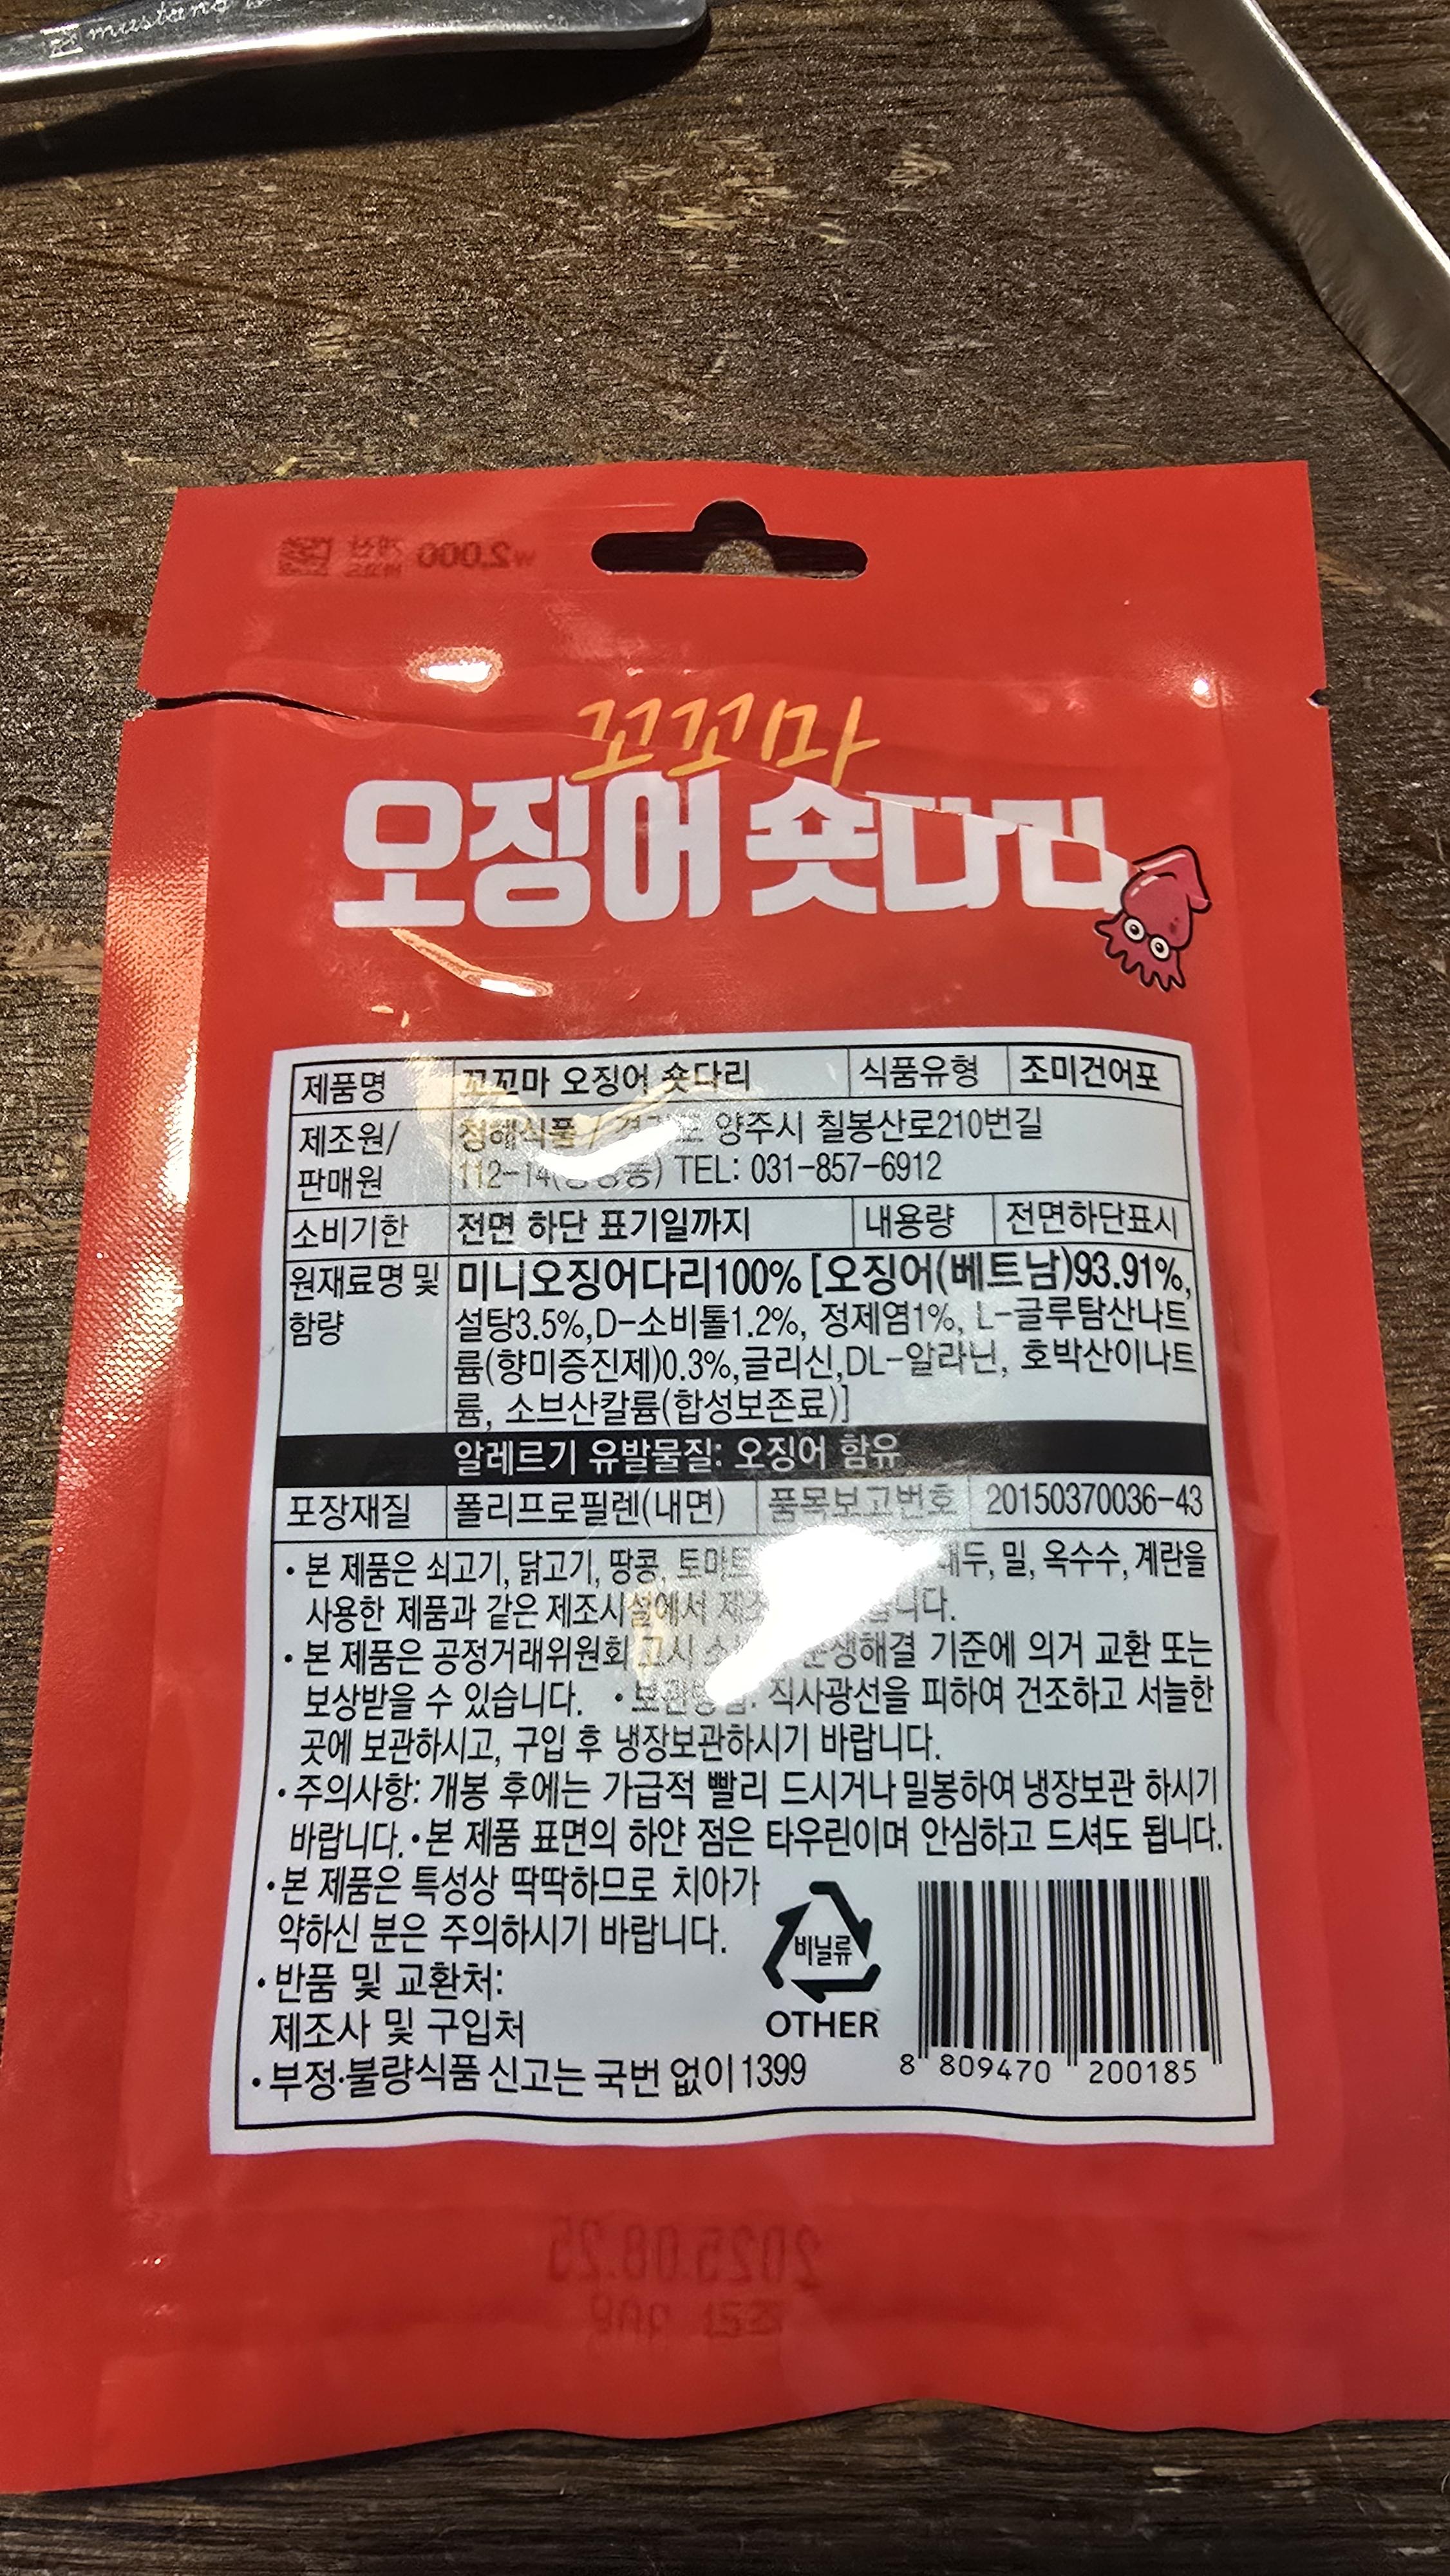 mustang
₩2,000
꼬꼬마
오징어 숏다리
제품명 꼬꼬마 오징어 숏다리 식품유형 조미건어포
제조원/ 청해식품 / 양주시 칠봉산로210번길
판매원 112-14( TEL: 031-857-6912
소비기한 전면 하단 표기일까지 내용량 전면하단표시
원재료명 및 미니오징어다리100% [오징어(베트남)93.91%,
함량 설탕3.5%,D-소비톨1.2%, 정제염1%, L-글루탐산나트
륨(향미증진제)0.3%,글리신,DL-알라닌, 호박산이나트
륨, 소브산칼륨(합성보존료)]
알레르기 유발물질: 오징어 함유
포장재질 폴리프로필렌(내면) 품목보고번호 20150370036-43
• 본 제품은 쇠고기, 닭고기, 땅콩, 토마토 대두, 밀, 옥수수, 계란을
사용한 제품과 같은 제조시설에서
• 본 제품은 공정거래위원회 고시 기준에 의거 교환 또는
보상받을 수 있습니다. • 직사광선을 피하여 건조하고 서늘한
곳에 보관하시고, 구입 후 냉장보관하시기 바랍니다.
• 주의사항: 개봉 후에는 가급적 빨리 드시거나 밀봉하여 냉장보관 하시기
바랍니다. • 본 제품 표면의 하얀 점은 타우린이며 안심하고 드셔도 됩니다.
• 본 제품은 특성상 딱딱하므로 치아가
약하신 분은 주의하시기 바랍니다.
• 반품 및 교환처:
제조사 및 구입처
• 부정·불량식품 신고는 국번 없이 1399
비닐류
OTHER
8 809470 200185
2025.08.25